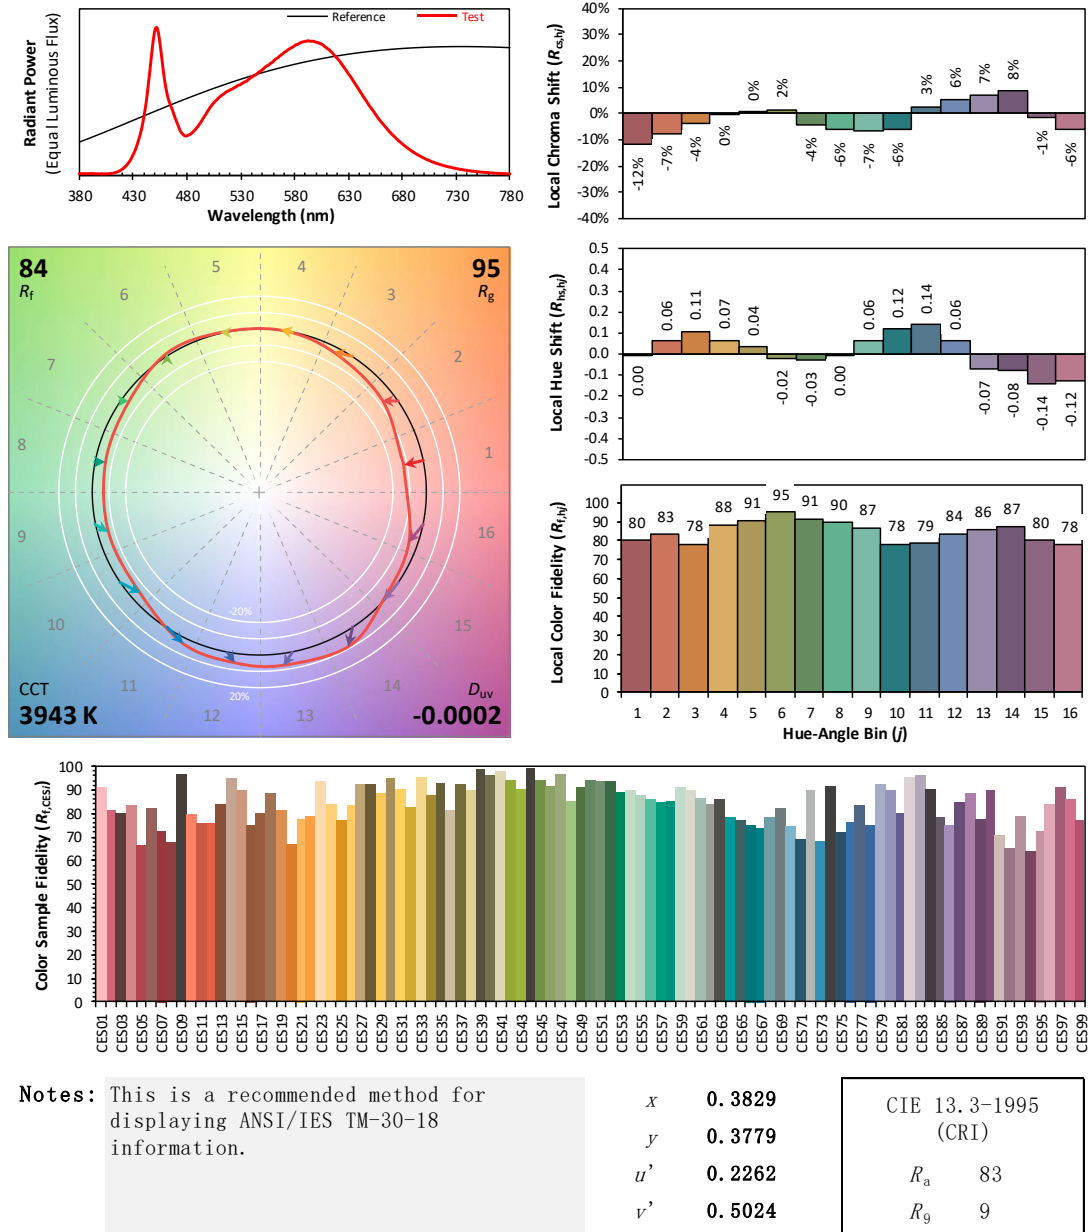 Reference
Test
Radiant Power
(Equal Luminous Flux)
380 430 480 530 580 630 680 730 780
Wavelength (nm)
Local Chroma Shift (Rcs,hj)
40%
30%
20%
10%
0%
-10%
-20%
-30%
-40%
-12% -7% -4% 0% 0% 2% -4% -6% -7% -6% 3% 6% 7% 8% -1% -6%
84
Rf
95
Rg
5 4
6 3
7 2
8 1
9 16
10 15
11 14
12 13
-20%
20%
CCT
3943 K
Duv
-0.0002
Local Hue Shift (Rhs,hj)
0.5
0.4
0.3
0.2
0.1
0.0
-0.1
-0.2
-0.3
-0.4
-0.5
0.00 0.06 0.11 0.07 0.04 -0.02 -0.03 0.00 0.06 0.12 0.14 0.06 -0.07 -0.08 -0.14 -0.12
Local Color Fidelity (Rf,hj)
100
90
80
70
60
50
40
30
20
10
0
80 83 78 88 91 95 91 90 87 78 79 84 86 87 80 78
1 2 3 4 5 6 7 8 9 10 11 12 13 14 15 16
Hue-Angle Bin (j)
Color Sample Fidelity (Rf,CESi)
100
90
80
70
60
50
40
30
20
10
0
CES01 CES03 CES05 CES07 CES09 CES11 CES13 CES15 CES17 CES19 CES21 CES23 CES25 CES27 CES29 CES31 CES33 CES35 CES37 CES39 CES41 CES43 CES45 CES47 CES49 CES51 CES53 CES55 CES57 CES59 CES61 CES63 CES65 CES67 CES69 CES71 CES73 CES75 CES77 CES79 CES81 CES83 CES85 CES87 CES89 CES91 CES93 CES95 CES97 CES99
Notes: This is a recommended method for
displaying ANSI/IES TM-30-18
information.
x 0.3829
y 0.3779
u' 0.2262
v' 0.5024
CIE 13.3-1995
(CRI)
Ra 83
R9 9